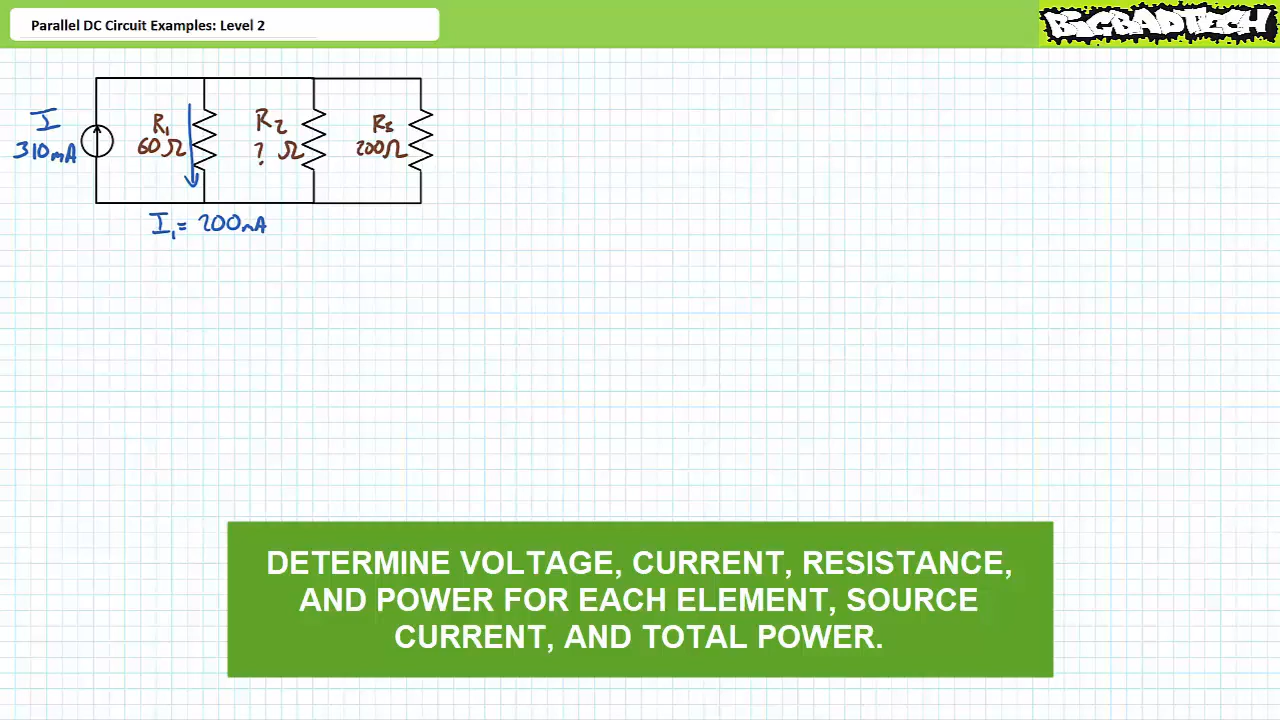 Parallel DC Circuit Examples: Level 2
BIGBADTECH
I
310mA
R1
60Ω
R2
? Ω
R3
200Ω
I1 = 200mA
DETERMINE VOLTAGE, CURRENT, RESISTANCE,
AND POWER FOR EACH ELEMENT, SOURCE
CURRENT, AND TOTAL POWER.